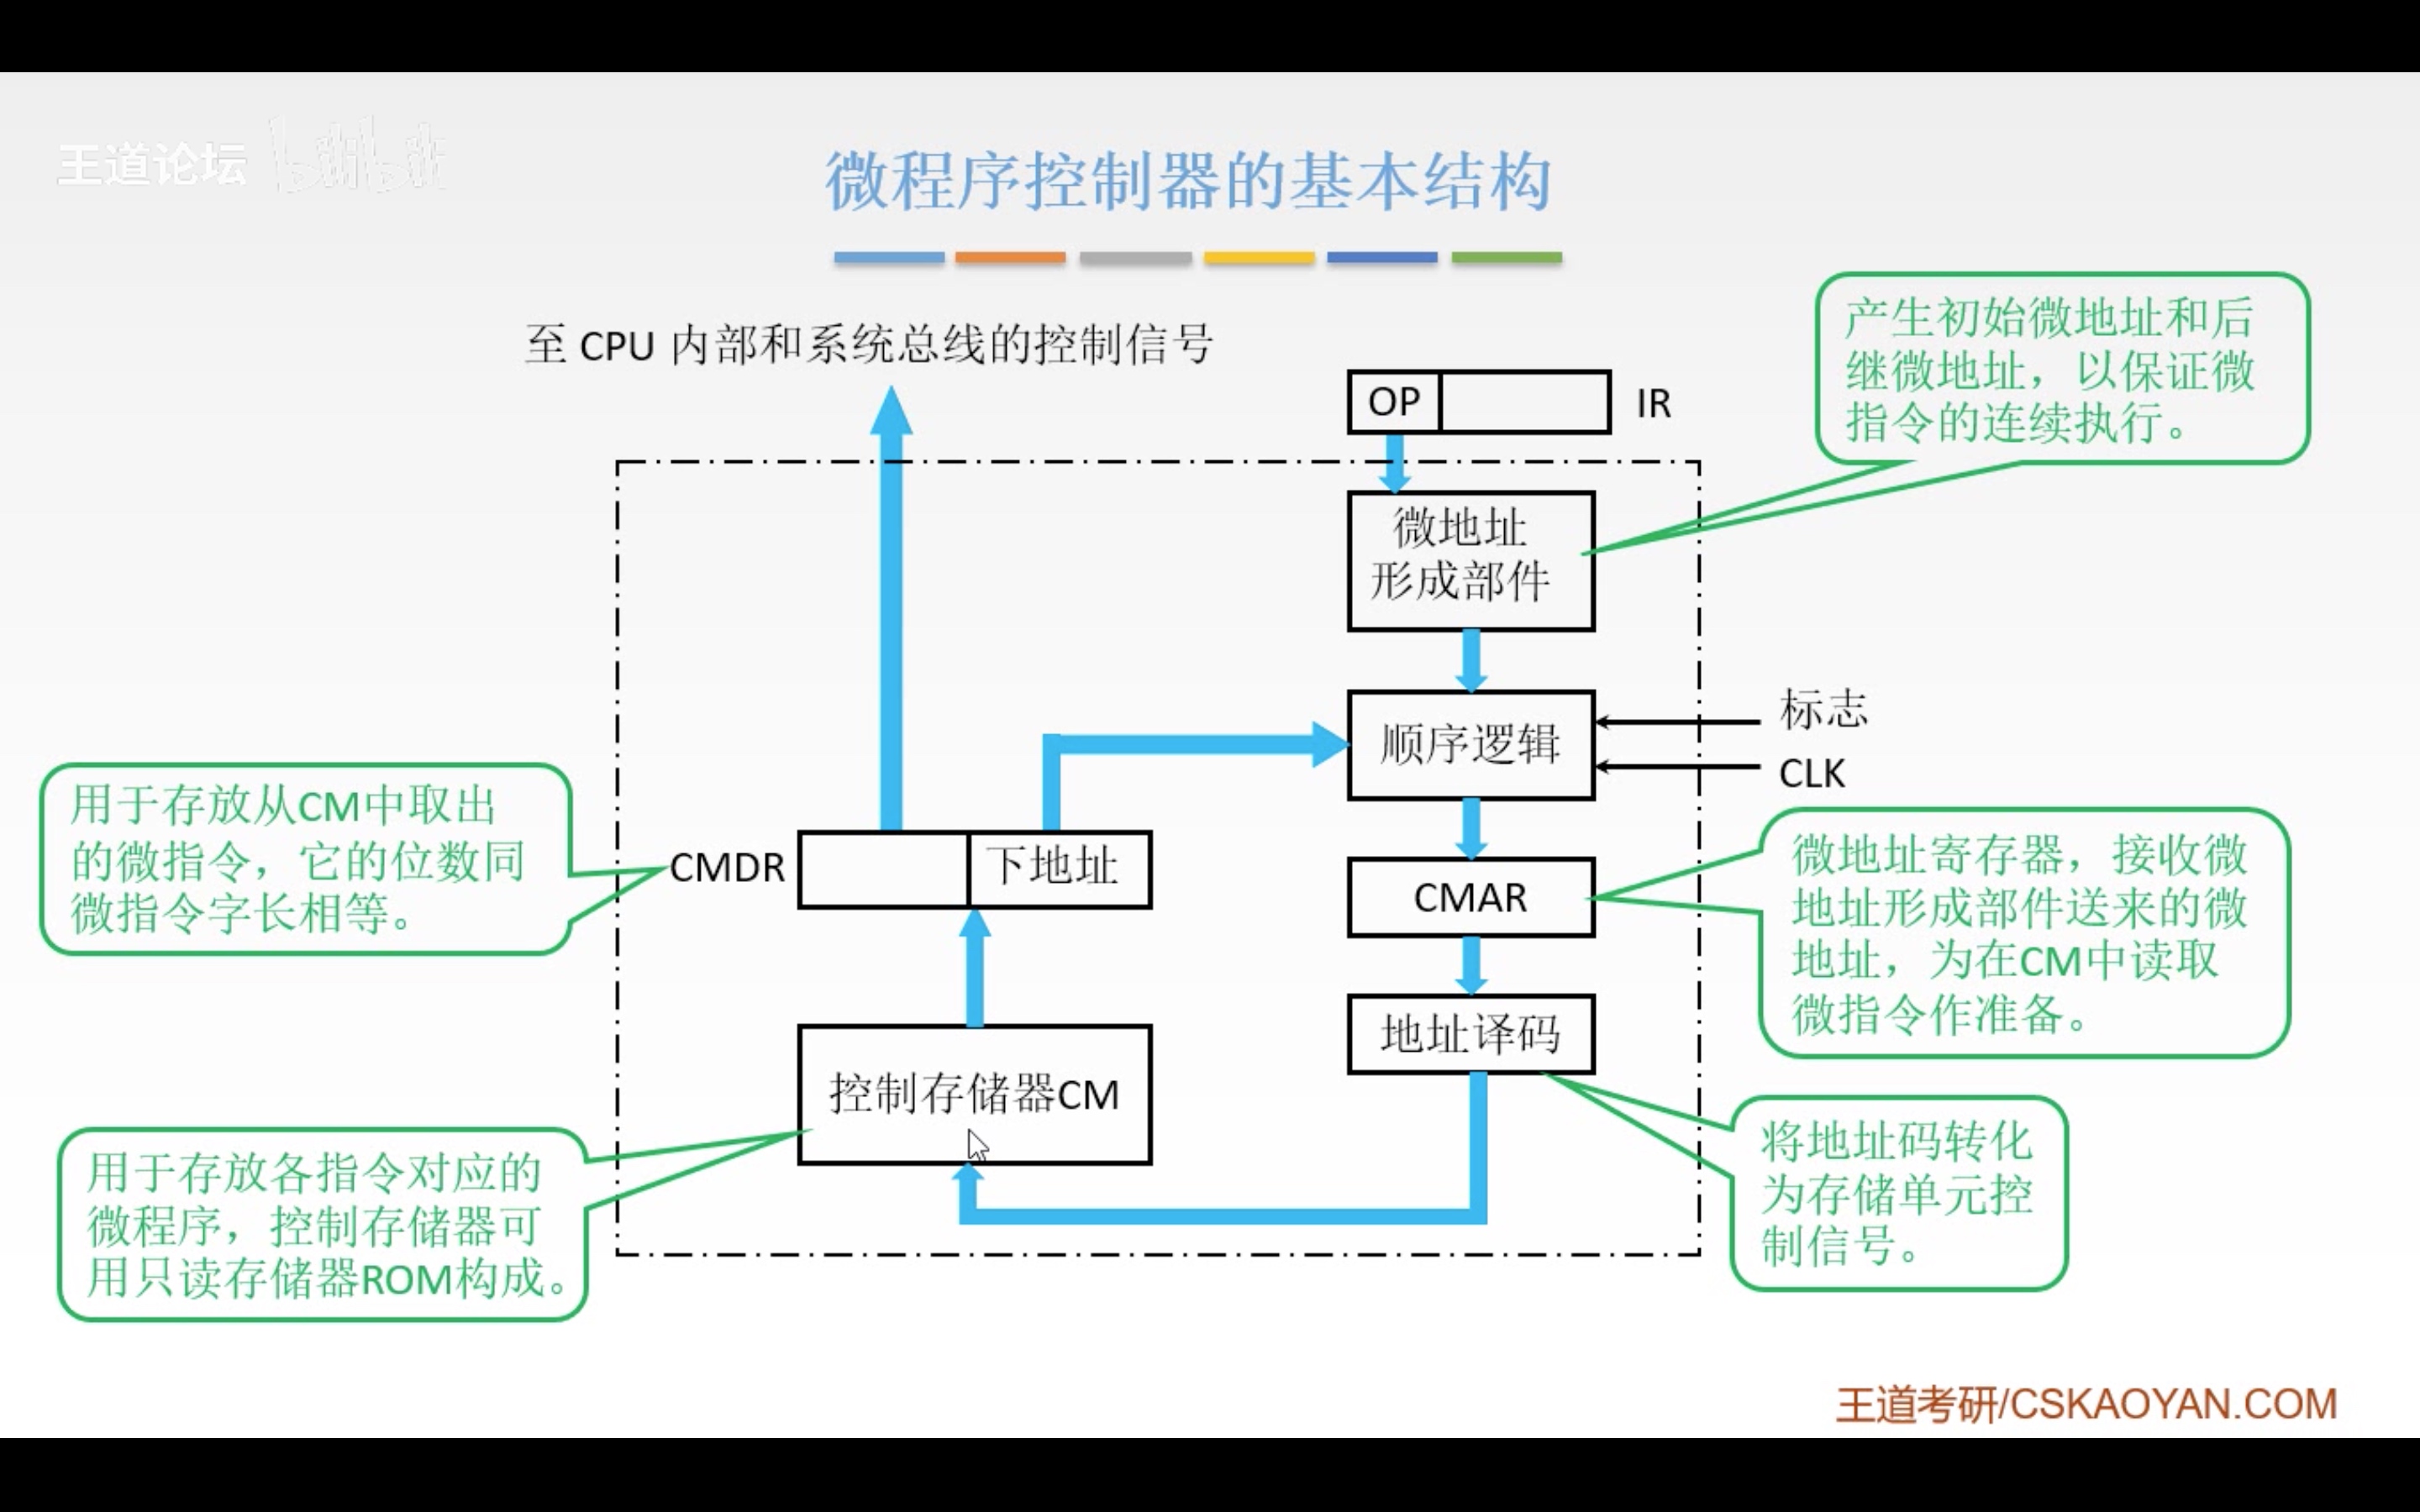 王道论坛 bilibili
微程序控制器的基本结构
至 CPU 内部和系统总线的控制信号
OP
IR
产生初始微地址和后
继微地址，以保证微
指令的连续执行。
微地址
形成部件
顺序逻辑
标志
CLK
用于存放从CM中取出
的微指令，它的位数同
微指令字长相等。
CMDR
下地址
CMAR
微地址寄存器，接收微
地址形成部件送来的微
地址，为在CM中读取
微指令作准备。
地址译码
控制存储器CM
将地址码转化
为存储单元控
制信号。
用于存放各指令对应的
微程序，控制存储器可
用只读存储器ROM构成。
王道考研/CSKAOYAN.COM